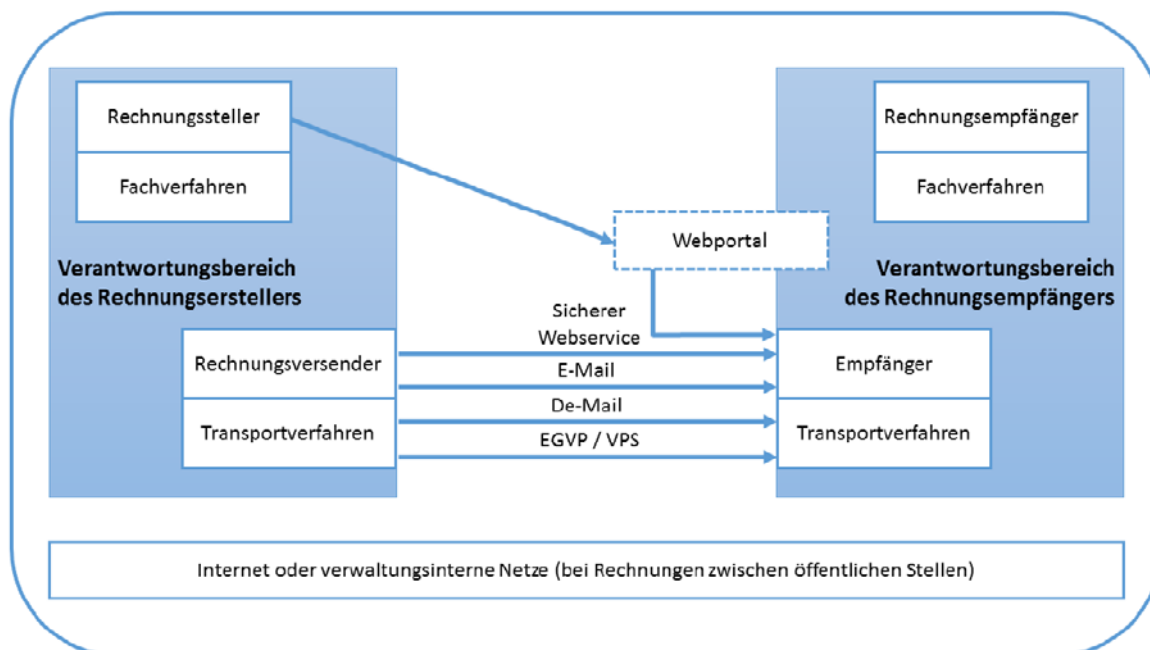 Rechnungssteller
Fachverfahren
Verantwortungsbereich
des Rechnungserstellers
Rechnungsversender
Transportverfahren
Webportal
Sicherer
Webservice
E-Mail
De-Mail
EGVP / VPS
Rechnungsempfänger
Fachverfahren
Verantwortungsbereich
des Rechnungsempfängers
Empfänger
Transportverfahren
Internet oder verwaltungsinterne Netze (bei Rechnungen zwischen öffentlichen Stellen)